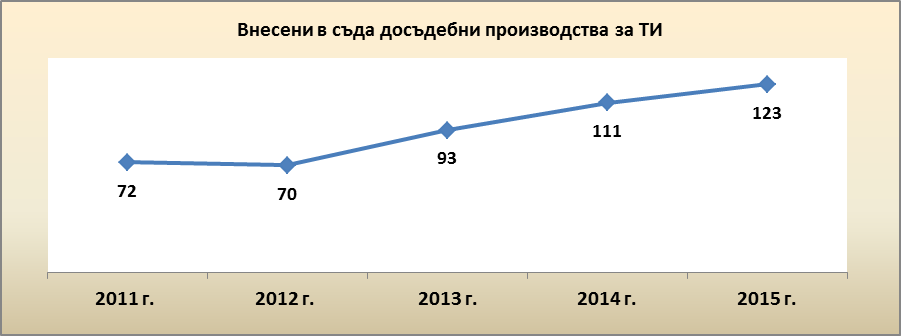 Внесени в съда досъдебни производства за ТИ
72
70
93
111
123
2011 г.
2012 г.
2013 г.
2014 г.
2015 г.